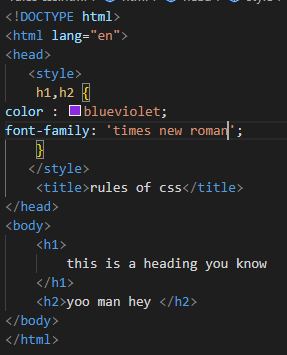 <!DOCTYPE html>
<html lang="en">
<head>
<style>
h1,h2 {
color : blueviolet;
font-family: 'times new roman';
}
</style>
<title>rules of css</title>
</head>
<body>
<h1>
this is a heading you know
</h1>
<h2>yoo man hey </h2>
</body>
</html>